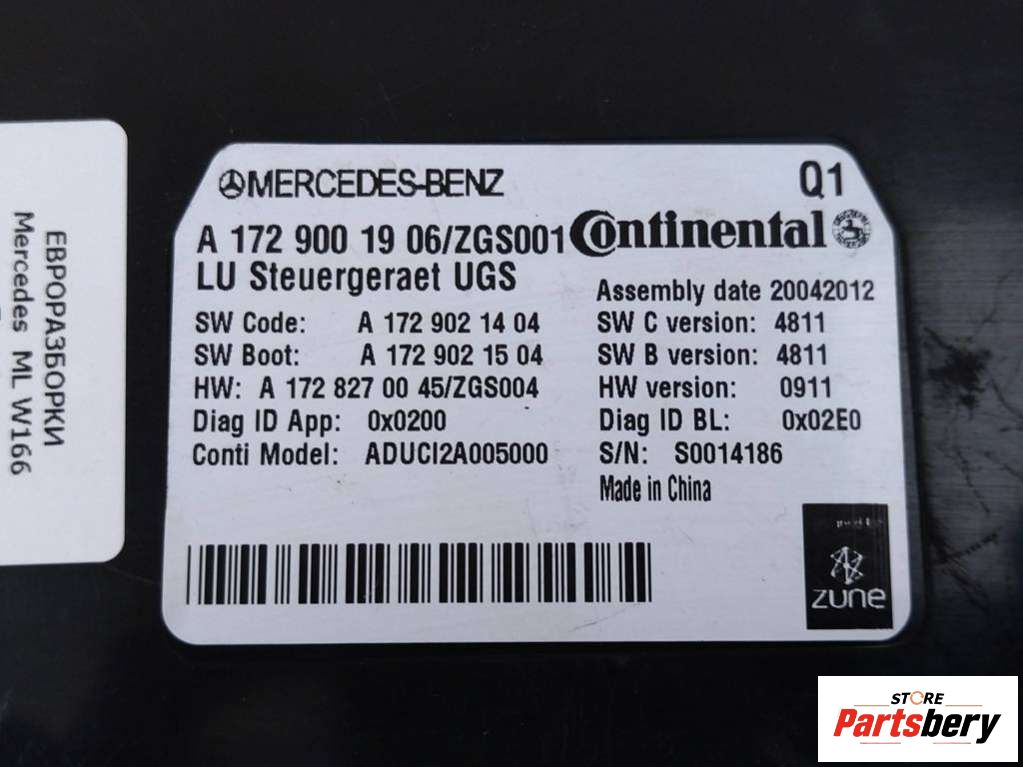 ЕВРОРАЗБОРКИ
Mercedes ML W166
MERCEDES-BENZ
Q1
A 172 900 19 06/ZGS001
Continental
LU Steuergeraet UGS
Assembly date 20042012
SW Code: A 172 902 14 04
SW C version: 4811
SW Boot: A 172 902 15 04
SW B version: 4811
HW: A 172 827 00 45/ZGS004
HW version: 0911
Diag ID App: 0x0200
Diag ID BL: 0x02E0
Conti Model: ADUCI2A005000
S/N: S0014186
Made in China
zune
STORE
Partsbery